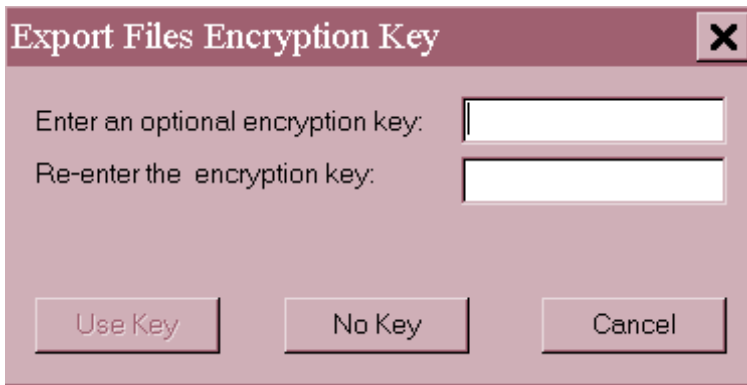 Export Files Encryption Key
Enter an optional encryption key:
Re-enter the encryption key:
Use Key No Key Cancel